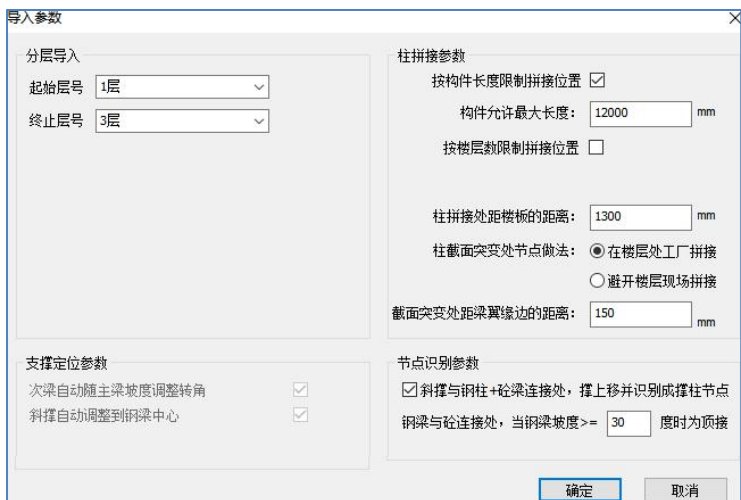 导入参数
分层导入
起始层号 1层
终止层号 3层
柱拼接参数
按构件长度限制拼接位置
构件允许最大长度： 12000 mm
按楼层数限制拼接位置
柱拼接处距楼板的距离： 1300 mm
柱截面突变处节点做法： 在楼层处工厂拼接
避开楼层现场拼接
截面突变处距梁翼缘边的距离： 150 mm
支撑定位参数
次梁自动随主梁坡度调整转角
斜撑自动调整到钢梁中心
节点识别参数
斜撑与钢柱+砼梁连接处，撑上移并识别成撑柱节点
钢梁与砼连接处，当钢梁坡度>= 30 度时为顶接
确定 取消